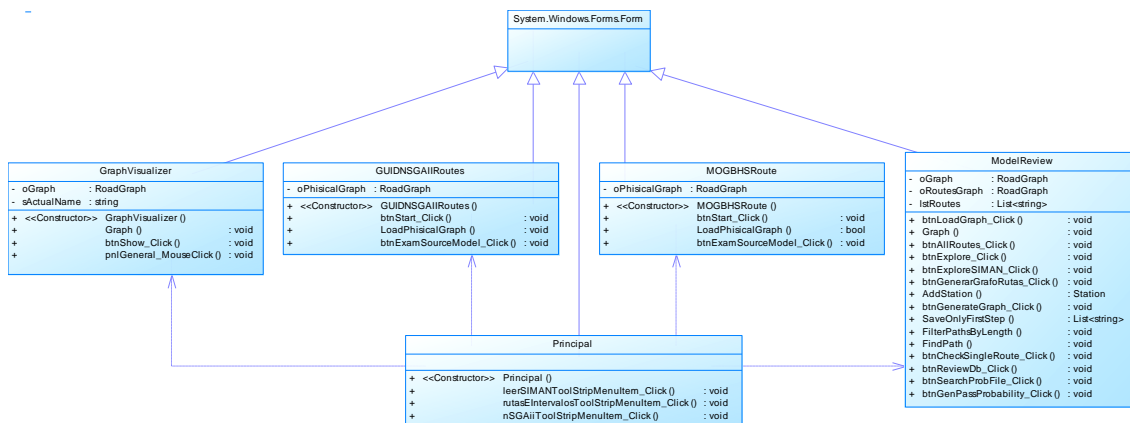 System.Windows.Forms.Form
GraphVisualizer
- oGraph : RoadGraph
- sActualName : string
+ <<Constructor>> GraphVisualizer ()
+ Graph () : void
+ btnShow_Click () : void
+ pnlGeneral_MouseClick () : void
GUIDNSGAIIRoutes
- oPhisicalGraph : RoadGraph
+ <<Constructor>> GUIDNSGAIIRoutes ()
+ btnStart_Click () : void
+ LoadPhisicalGraph () : void
+ btnExamSourceModel_Click () : void
MOGBHSRoute
- oPhisicalGraph : RoadGraph
+ <<Constructor>> MOGBHSRoute ()
+ btnStart_Click () : void
+ LoadPhisicalGraph () : bool
+ btnExamSourceModel_Click () : void
ModelReview
- oGraph : RoadGraph
- oRoutesGraph : RoadGraph
- lstRoutes : List<string>
+ btnLoadGraph_Click () : void
+ Graph () : void
+ btnAllRoutes_Click () : void
+ btnExplore_Click () : void
+ btnExploreSIMAN_Click () : void
+ btnGenerarGrafoRutas_Click () : void
+ AddStation () : Station
+ btnGenerateGraph_Click () : void
+ SaveOnlyFirstStep () : List<string>
+ FilterPathsByLength () : void
+ FindPath () : void
+ btnCheckSingleRoute_Click () : void
+ btnReviewDb_Click () : void
+ btnSearchProbFile_Click () : void
+ btnGenPassProbability_Click () : void
Principal
+ <<Constructor>> Principal ()
+ leerSIMANToolStripMenuItem_Click () : void
+ rutasEIntervalosToolStripMenuItem_Click () : void
+ nSGAiiToolStripMenuItem_Click () : void